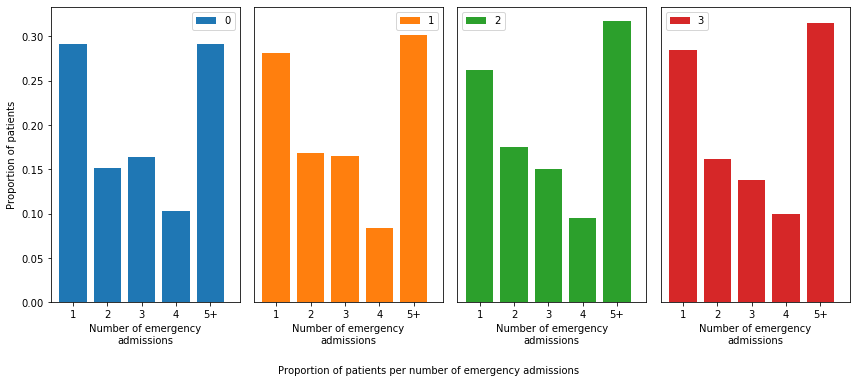 0
1
2
3
0.30
0.25
0.20
0.15
0.10
0.05
0.00
Proportion of patients
1 2 3 4 5+
1 2 3 4 5+
1 2 3 4 5+
1 2 3 4 5+
Number of emergency
admissions
Number of emergency
admissions
Number of emergency
admissions
Number of emergency
admissions
Proportion of patients per number of emergency admissions